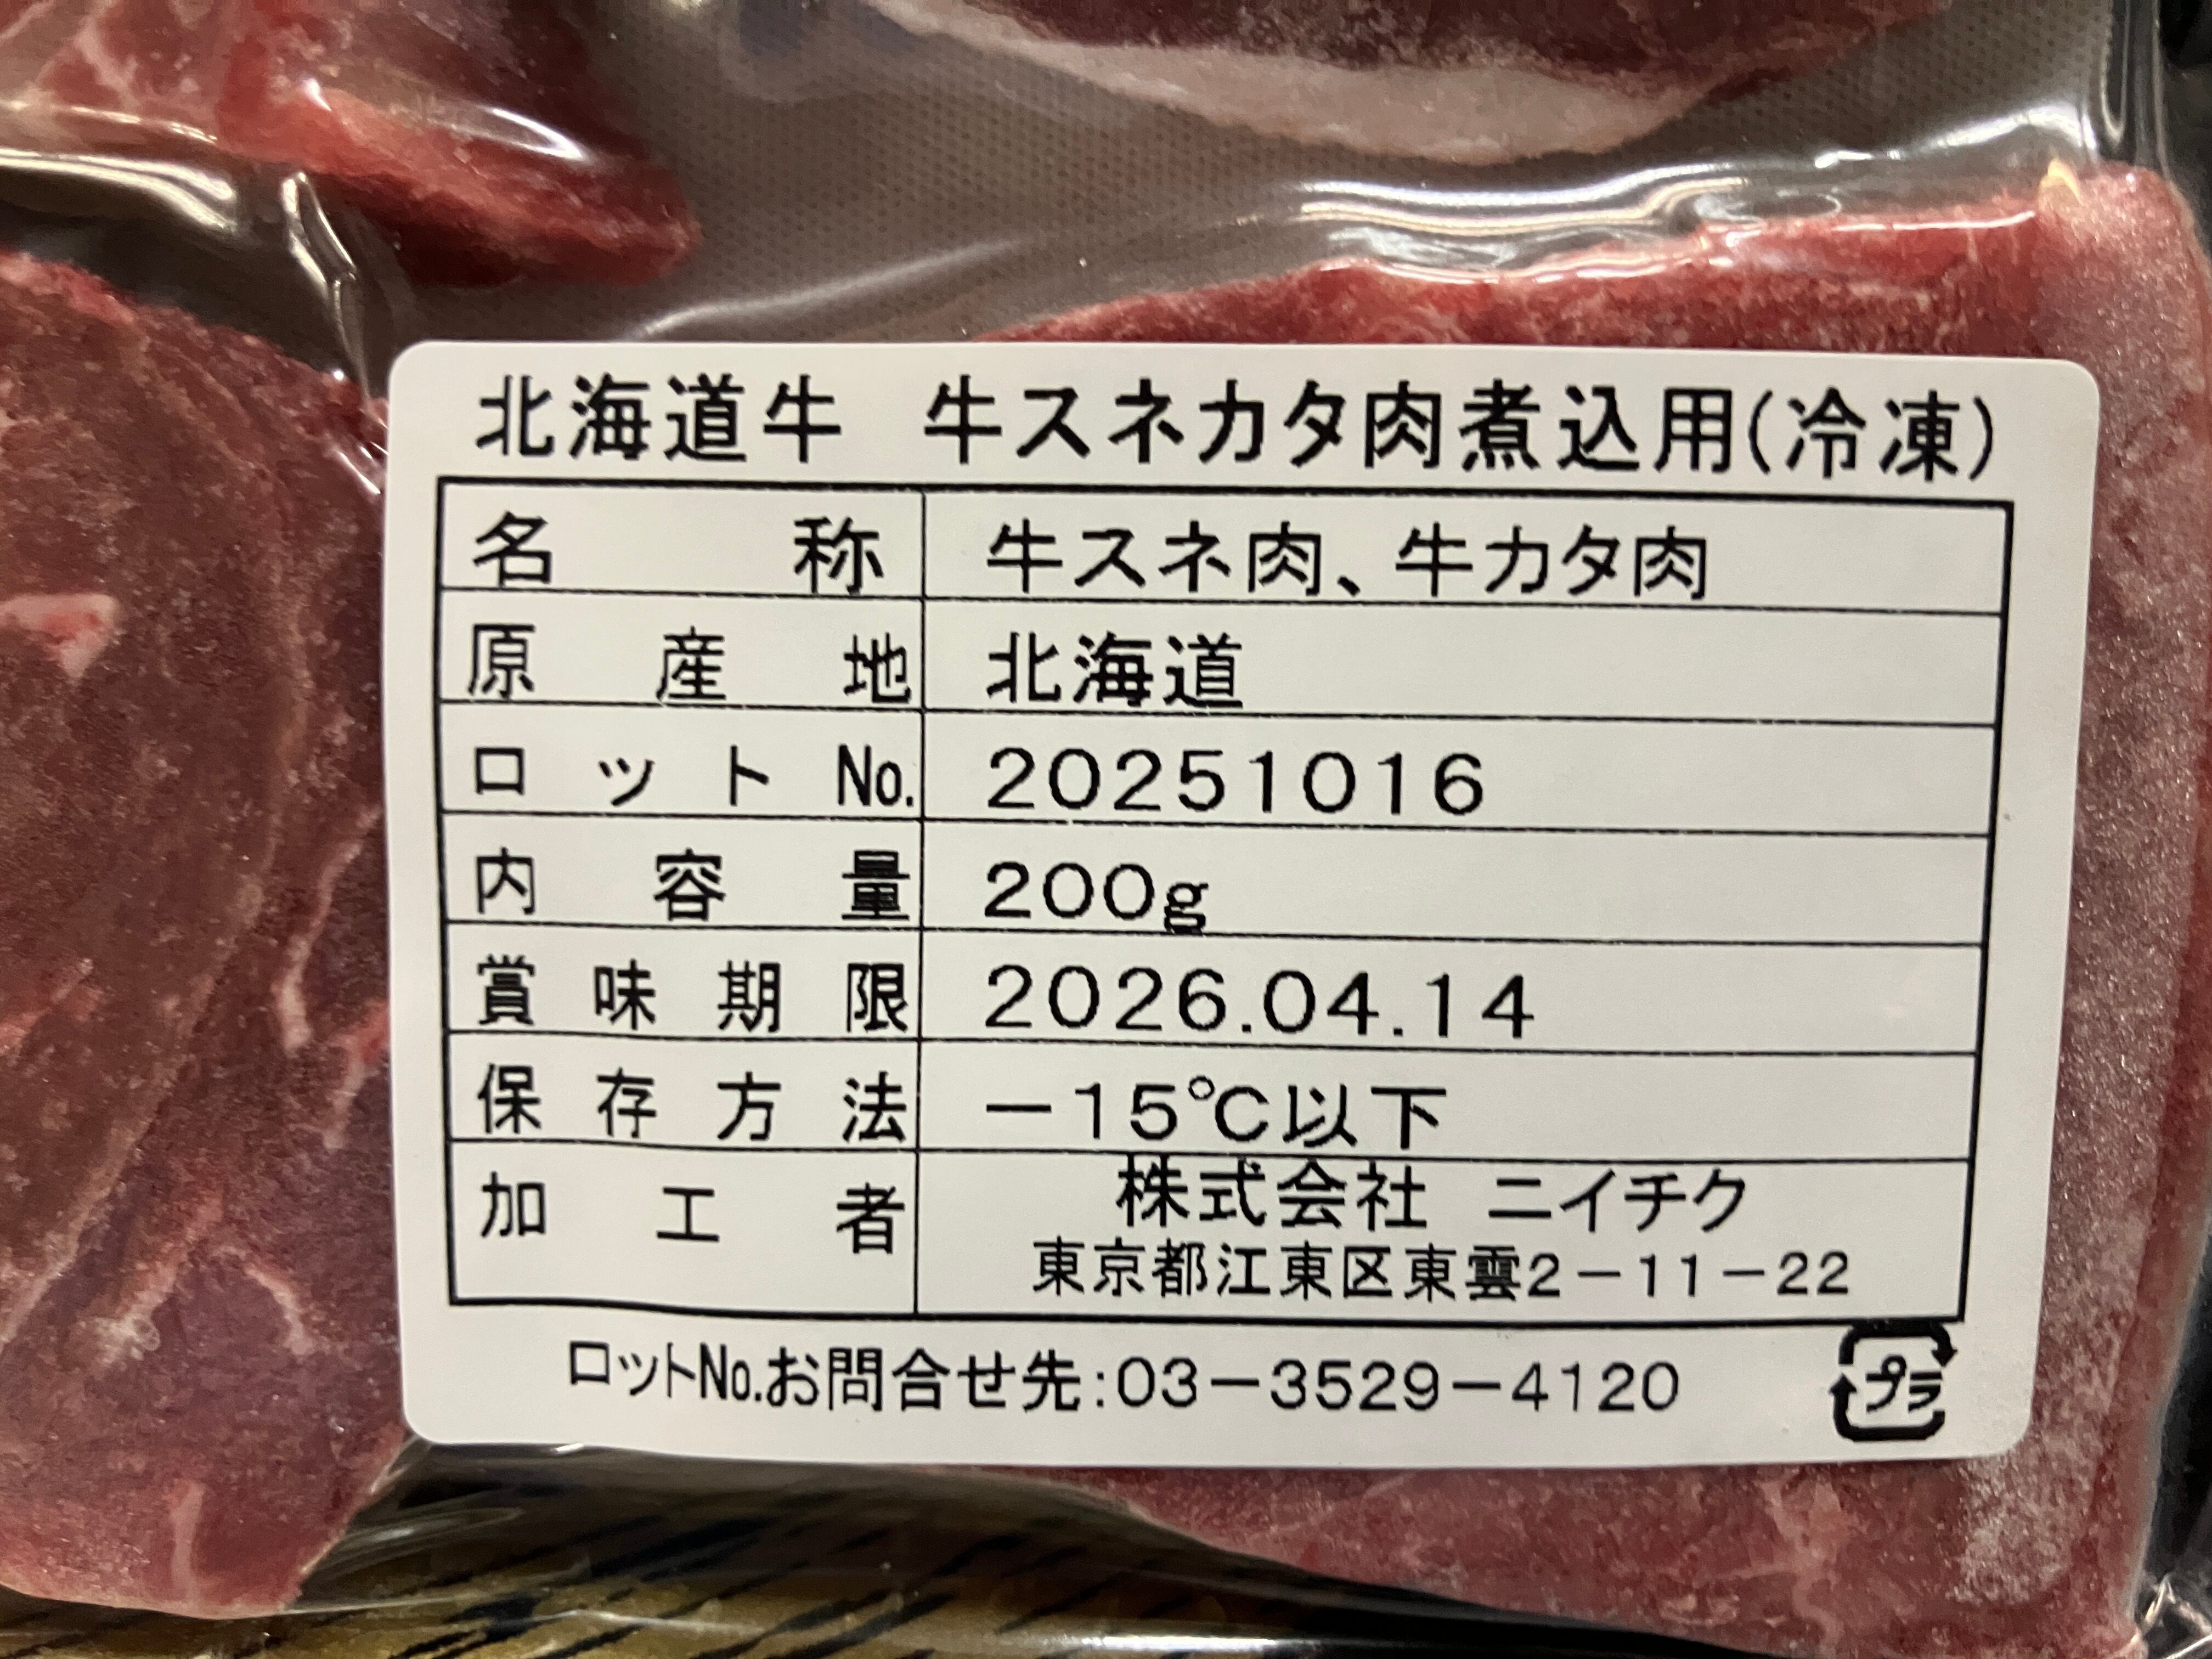 北海道牛　牛スネカタ肉煮込用(冷凍)
名称　牛スネ肉、牛カタ肉
原産地　北海道
ロットNo.　20251016
内容量　200g
賞味期限　2026.04.14
保存方法　－15℃以下
加工者　株式会社 ニイチク
東京都江東区東雲2－11－22
ロットNo.お問合せ先:03－3529－4120
プラ